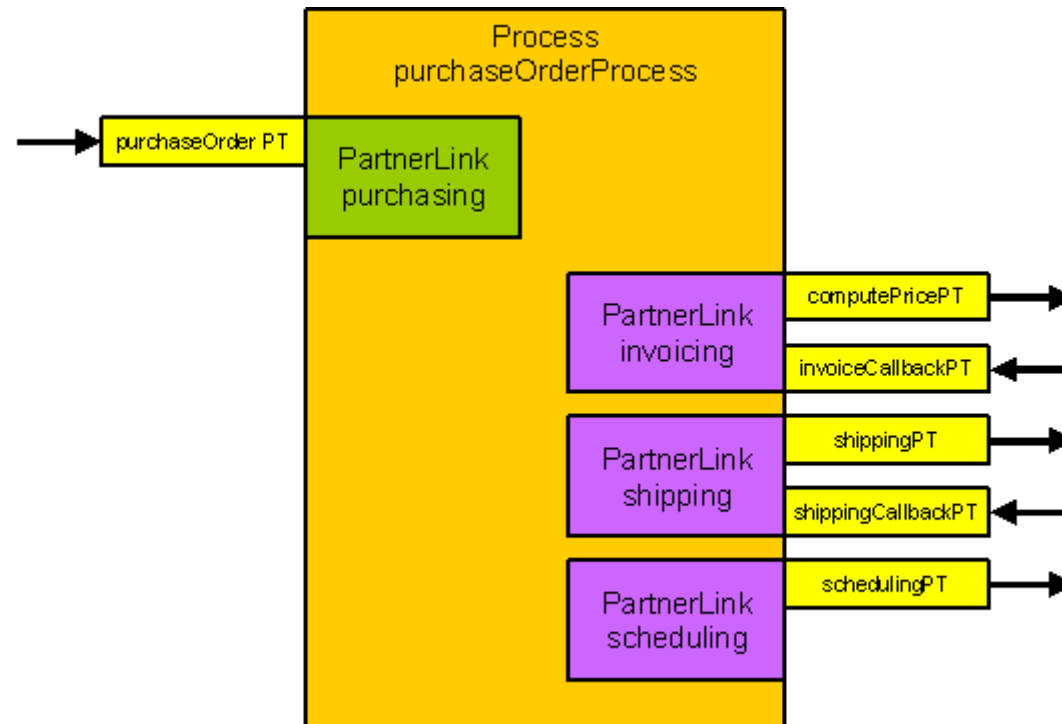 Process
purchaseOrderProcess
purchaseOrder PT
PartnerLink
purchasing
PartnerLink
invoicing
computePricePT
invoiceCallbackPT
PartnerLink
shipping
shippingPT
shippingCallbackPT
PartnerLink
scheduling
schedulingPT